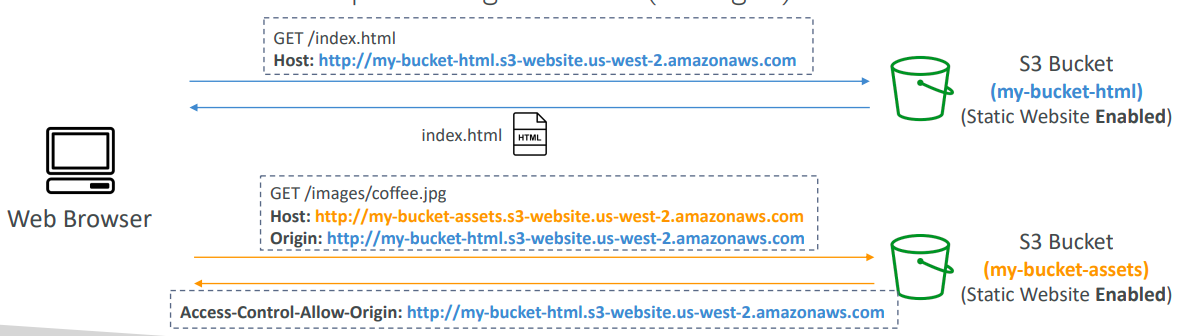 GET /index.html
Host: http://my-bucket-html.s3-website.us-west-2.amazonaws.com
S3 Bucket
(my-bucket-html)
(Static Website Enabled)
index.html
HTML
Web Browser
GET /images/coffee.jpg
Host: http://my-bucket-assets.s3-website.us-west-2.amazonaws.com
Origin: http://my-bucket-html.s3-website.us-west-2.amazonaws.com
S3 Bucket
(my-bucket-assets)
(Static Website Enabled)
Access-Control-Allow-Origin: http://my-bucket-html.s3-website.us-west-2.amazonaws.com